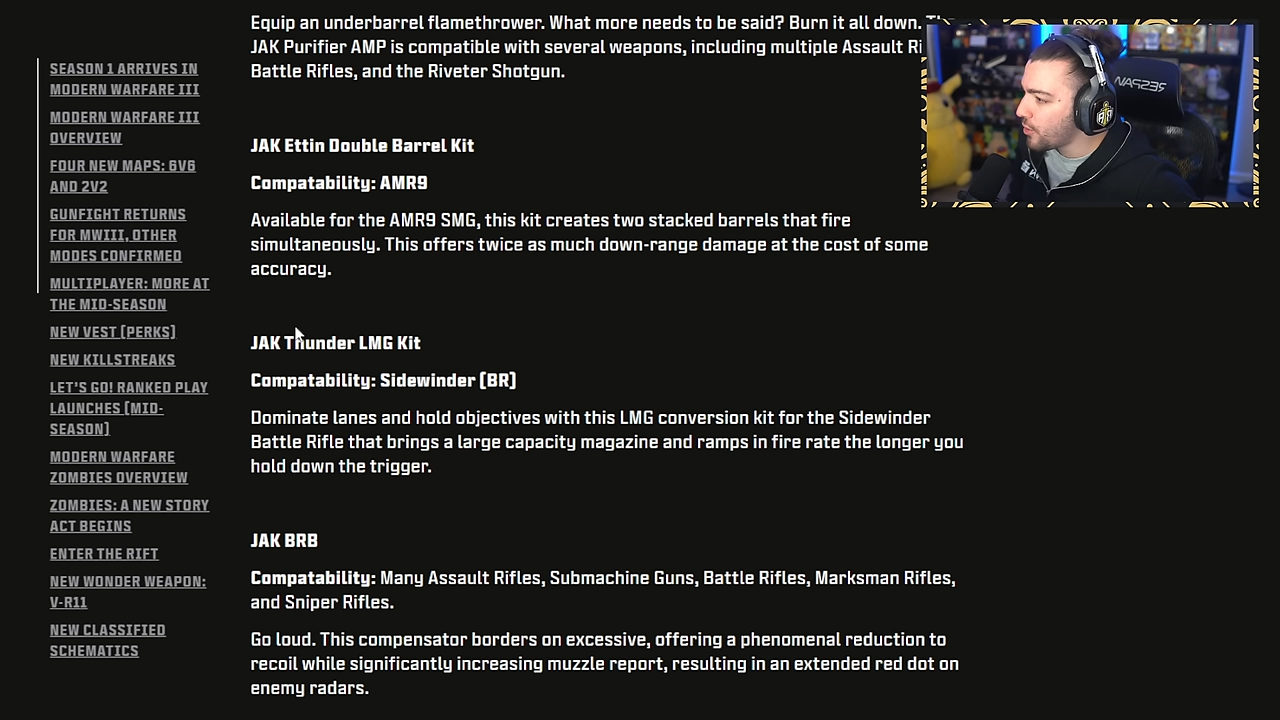 SEASON 1 ARRIVES IN
MODERN WARFARE III
MODERN WARFARE III
OVERVIEW
FOUR NEW MAPS: 6V6
AND 2V2
GUNFIGHT RETURNS
FOR MWIII, OTHER
MODES CONFIRMED
MULTIPLAYER: MORE AT
THE MID-SEASON
NEW VEST (PERKS)
NEW KILLSTREAKS
LET'S GO! RANKED PLAY
LAUNCHES (MID-
SEASON)
MODERN WARFARE
ZOMBIES OVERVIEW
ZOMBIES: A NEW STORY
ACT BEGINS
ENTER THE RIFT
NEW WONDER WEAPON:
V-R11
NEW CLASSIFIED
SCHEMATICS
Equip an underbarrel flamethrower. What more needs to be said? Burn it all down.
JAK Purifier AMP is compatible with several weapons, including multiple Assault Ri
Battle Rifles, and the Riveter Shotgun.
JAK Ettin Double Barrel Kit
Compatability: AMR9
Available for the AMR9 SMG, this kit creates two stacked barrels that fire
simultaneously. This offers twice as much down-range damage at the cost of some
accuracy.
JAK Thunder LMG Kit
Compatability: Sidewinder (BR)
Dominate lanes and hold objectives with this LMG conversion kit for the Sidewinder
Battle Rifle that brings a large capacity magazine and ramps in fire rate the longer you
hold down the trigger.
JAK BRB
Compatability: Many Assault Rifles, Submachine Guns, Battle Rifles, Marksman Rifles,
and Sniper Rifles.
Go loud. This compensator borders on excessive, offering a phenomenal reduction to
recoil while significantly increasing muzzle report, resulting in an extended red dot on
enemy radars.
RESPAWN